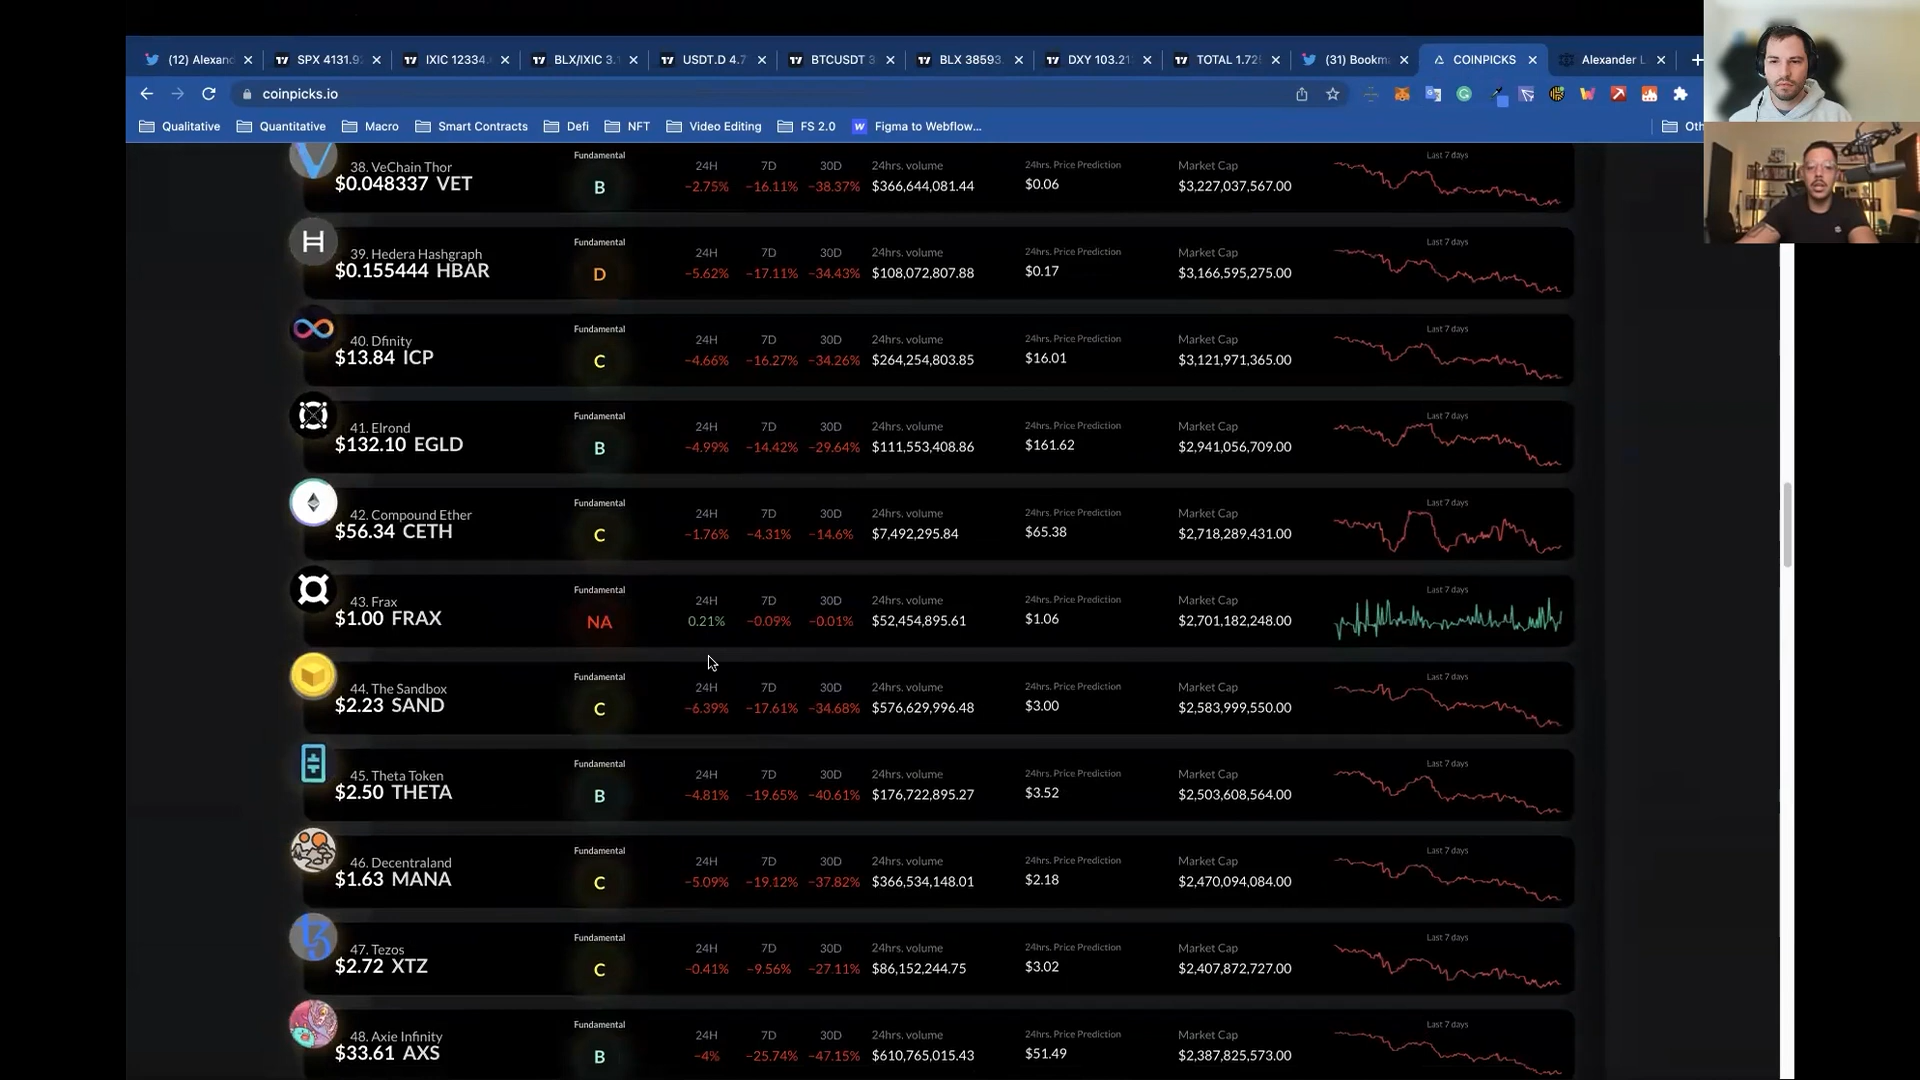 (12) Alexand
SPX 4131.9
IXIC 12334.
BLX/IXIC 3.
USDT.D 4.7
BTCUSDT 3
BLX 38593.
DXY 103.21
TOTAL 1.72
(31) Bookma
COINPICKS
Alexander L
coinpicks.io
Qualitative
Quantitative
Macro
Smart Contracts
Defi
NFT
Video Editing
FS 2.0
Figma to Webflow...
Oth
38. VeChain Thor
$0.048337 VET
Fundamental
B
24H 7D 30D
-2.75% -16.11% -38.37%
24hrs. volume
$366,644,081.44
24hrs. Price Prediction
$0.06
Market Cap
$3,227,037,567.00
Last 7 days
39. Hedera Hashgraph
$0.155444 HBAR
Fundamental
D
24H 7D 30D
-5.62% -17.11% -34.43%
24hrs. volume
$108,072,807.88
24hrs. Price Prediction
$0.17
Market Cap
$3,166,595,275.00
Last 7 days
40. Dfinity
$13.84 ICP
Fundamental
C
24H 7D 30D
-4.66% -16.27% -34.26%
24hrs. volume
$264,254,803.85
24hrs. Price Prediction
$16.01
Market Cap
$3,121,971,365.00
Last 7 days
41. Elrond
$132.10 EGLD
Fundamental
B
24H 7D 30D
-4.99% -14.42% -29.64%
24hrs. volume
$111,553,408.86
24hrs. Price Prediction
$161.62
Market Cap
$2,941,056,709.00
Last 7 days
42. Compound Ether
$56.34 CETH
Fundamental
C
24H 7D 30D
-1.76% -4.31% -14.6%
24hrs. volume
$7,492,295.84
24hrs. Price Prediction
$65.38
Market Cap
$2,718,289,431.00
Last 7 days
43. Frax
$1.00 FRAX
Fundamental
NA
24H 7D 30D
0.21% -0.09% -0.01%
24hrs. volume
$52,454,895.61
24hrs. Price Prediction
$1.06
Market Cap
$2,701,182,248.00
Last 7 days
44. The Sandbox
$2.23 SAND
Fundamental
C
24H 7D 30D
-6.39% -17.61% -34.68%
24hrs. volume
$576,629,996.48
24hrs. Price Prediction
$3.00
Market Cap
$2,583,999,550.00
Last 7 days
45. Theta Token
$2.50 THETA
Fundamental
B
24H 7D 30D
-4.81% -19.65% -40.61%
24hrs. volume
$176,722,895.27
24hrs. Price Prediction
$3.52
Market Cap
$2,503,608,564.00
Last 7 days
46. Decentraland
$1.63 MANA
Fundamental
C
24H 7D 30D
-5.09% -19.12% -37.82%
24hrs. volume
$366,534,148.01
24hrs. Price Prediction
$2.18
Market Cap
$2,470,094,084.00
Last 7 days
47. Tezos
$2.72 XTZ
Fundamental
C
24H 7D 30D
-0.41% -9.56% -27.11%
24hrs. volume
$86,152,244.75
24hrs. Price Prediction
$3.02
Market Cap
$2,407,872,727.00
Last 7 days
48. Axie Infinity
$33.61 AXS
Fundamental
B
24H 7D 30D
-4% -25.74% -47.15%
24hrs. volume
$610,765,015.43
24hrs. Price Prediction
$51.49
Market Cap
$2,387,825,573.00
Last 7 days